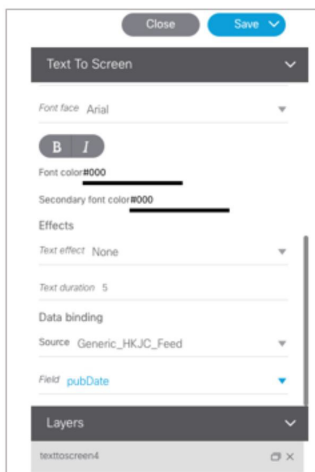 Close Save
Text To Screen
Font face Arial
B I
Font color#000
Secondary font color#000
Effects
Text effect None
Text duration 5
Data binding
Source Generic_HKJC_Feed
Field pubDate
Layers
texttoscreen4